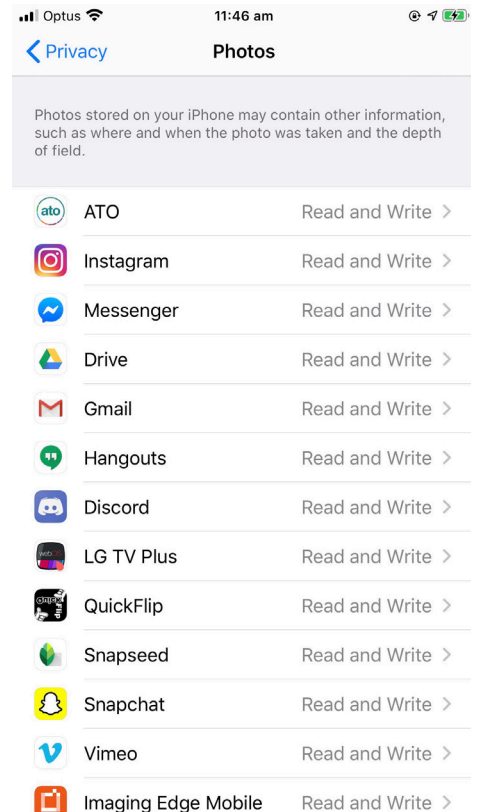 Optus 11:46 am
Privacy Photos
Photos stored on your iPhone may contain other information,
such as where and when the photo was taken and the depth
of field.
ato ATO Read and Write
Instagram Read and Write
Messenger Read and Write
Drive Read and Write
Gmail Read and Write
Hangouts Read and Write
Discord Read and Write
webOS LG TV Plus Read and Write
QUICK Flip QuickFlip Read and Write
Snapseed Read and Write
Snapchat Read and Write
Vimeo Read and Write
Imaging Edge Mobile Read and Write